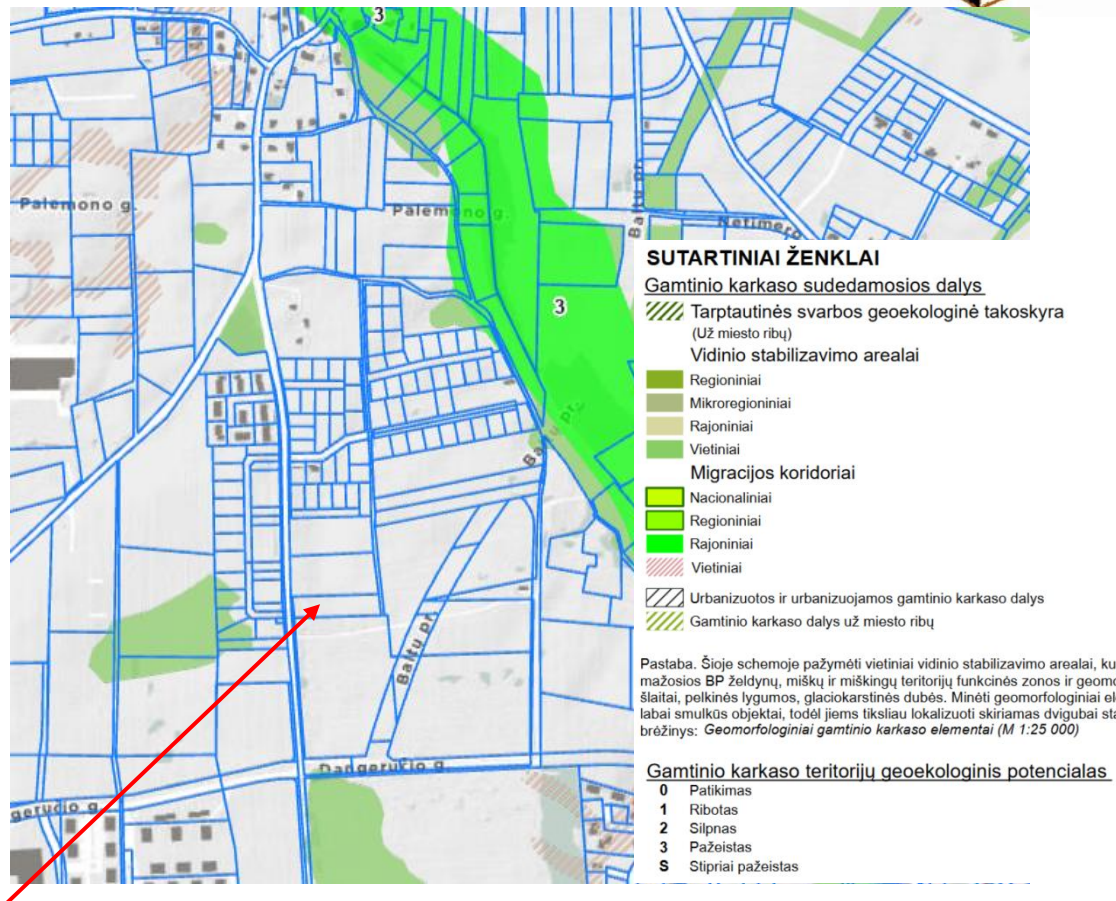 3
Palemono g.
Palemono g.
Baltų pr.
Netimero
3
Baltų pr.
Baltų pr.
Dangeručio g.
geručio g.
SUTARTINIAI ŽENKLAI
Gamtinio karkaso sudedamosios dalys
Tarptautinės svarbos geoekologinė takoskyra
(Už miesto ribų)
Vidinio stabilizavimo arealai
Regioniniai
Mikroregioniniai
Rajoniniai
Vietiniai
Migracijos koridoriai
Nacionaliniai
Regioniniai
Rajoniniai
Vietiniai
Urbanizuotos ir urbanizuojamos gamtinio karkaso dalys
Gamtinio karkaso dalys už miesto ribų
Pastaba. Šioje schemoje pažymėti vietiniai vidinio stabilizavimo arealai, ku
mažosios BP želdynų, miškų ir miškingų teritorijų funkcinės zonos ir geomo
šlaitai, pelkinės lygumos, glaciokarstinės dubės. Minėti geomorfologiniai el
labai smulkūs objektai, todėl jiems tiksliau lokalizuoti skiriamas dvigubai sta
brėžinys: Geomorfologiniai gamtinio karkaso elementai (M 1:25 000)
Gamtinio karkaso teritorijų geoekologinis potencialas
0 Patikimas
1 Ribotas
2 Silpnas
3 Pažeistas
S Stipriai pažeistas